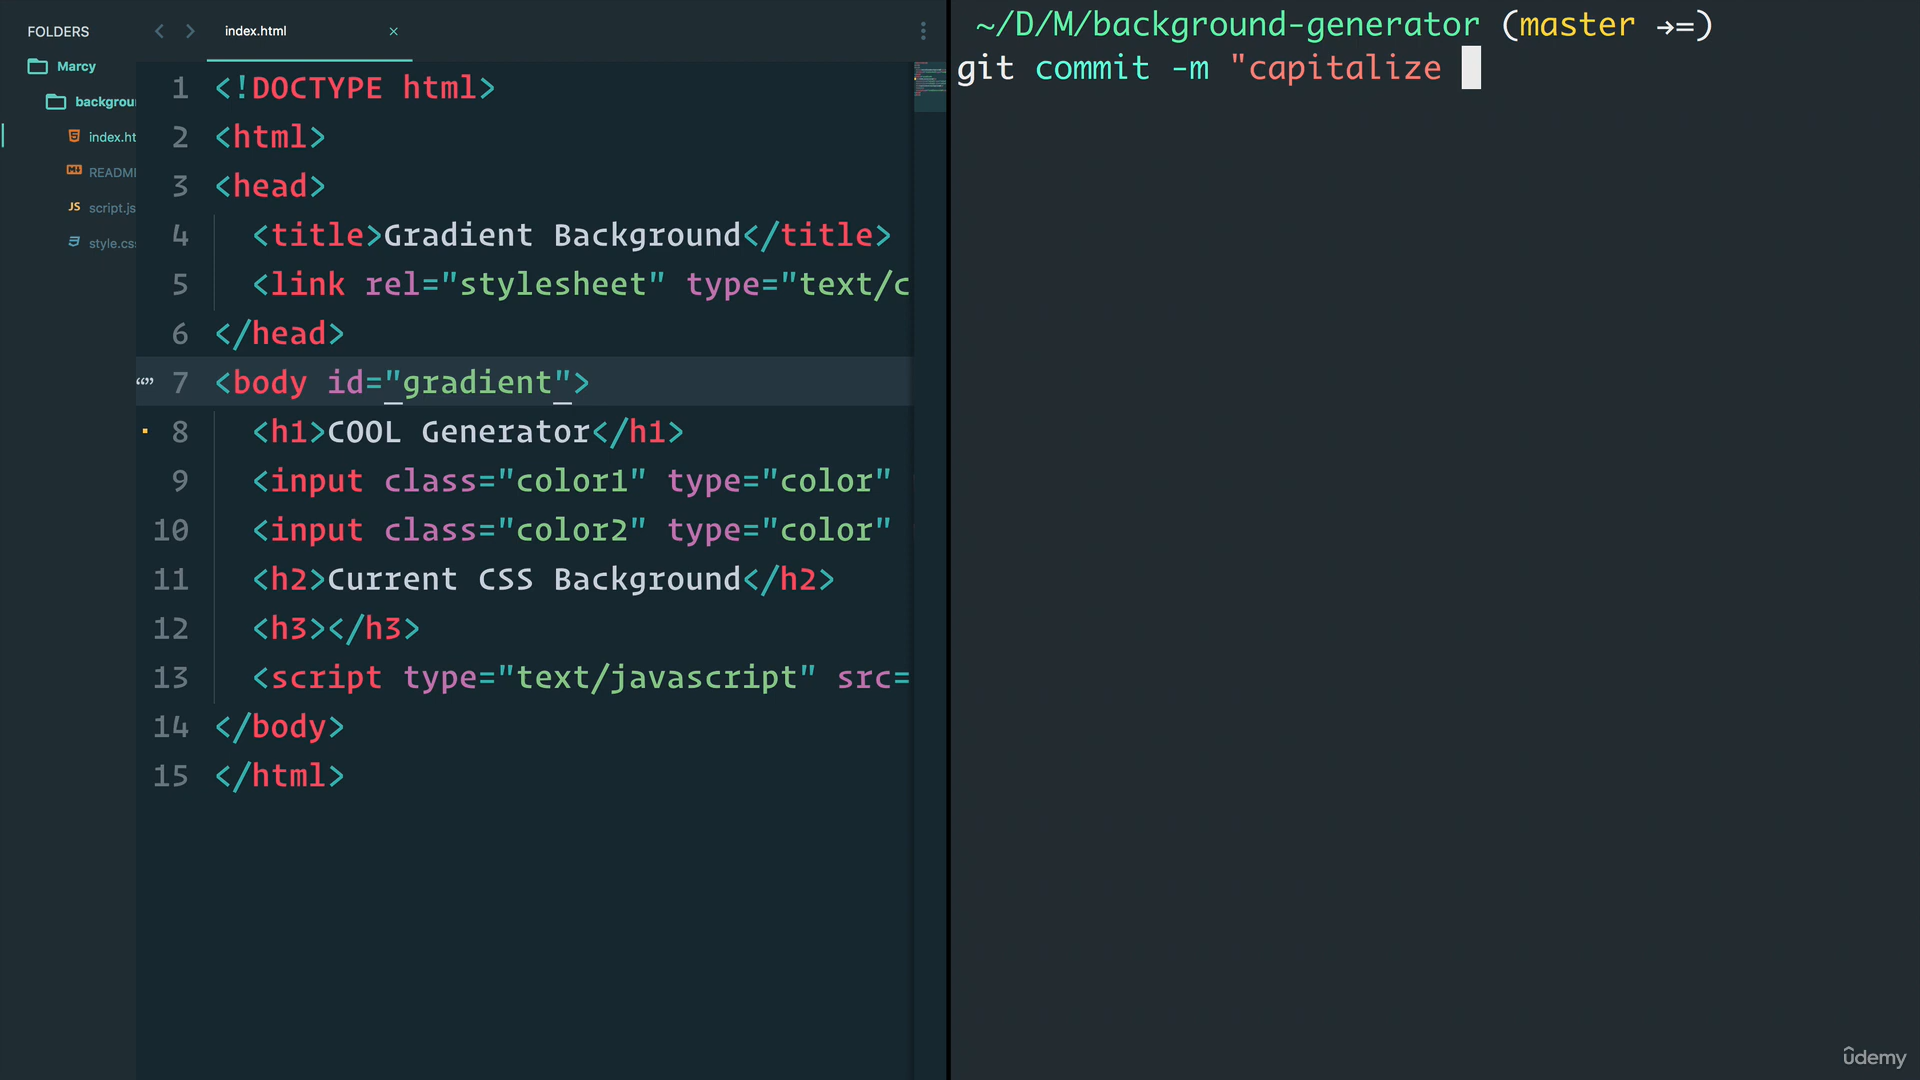 FOLDERS
Marcy
backgrou
index.ht
README
script.js
style.css
index.html
1 <!DOCTYPE html>
2 <html>
3 <head>
4 <title>Gradient Background</title>
5 <link rel="stylesheet" type="text/c
6 </head>
7 <body id="gradient">
8 <h1>COOL Generator</h1>
9 <input class="color1" type="color"
10 <input class="color2" type="color"
11 <h2>Current CSS Background</h2>
12 <h3></h3>
13 <script type="text/javascript" src=
14 </body>
15 </html>
~/D/M/background-generator (master →=)
git commit -m "capitalize
ûdemy